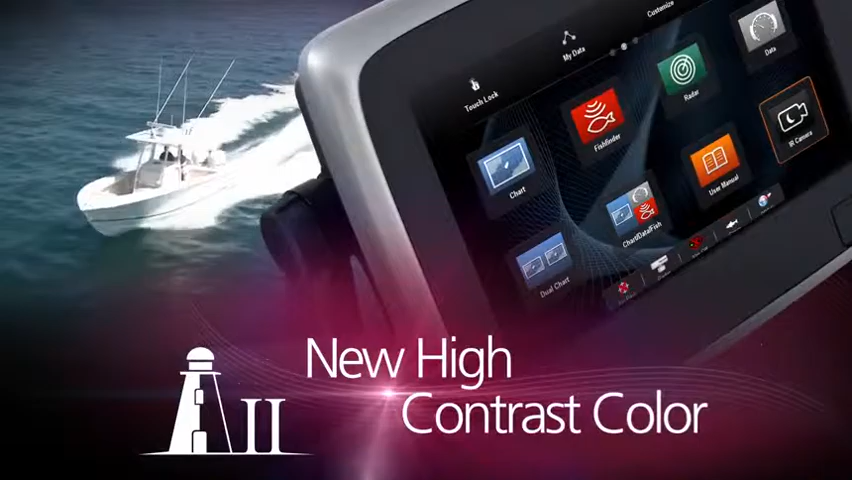 Customize
My Data
Touch Lock
Data
Radar
Fishfinder
IR Camera
Chart
User Manual
Chart/Data/Fish
Dual Chart
II
New High
Contrast Color